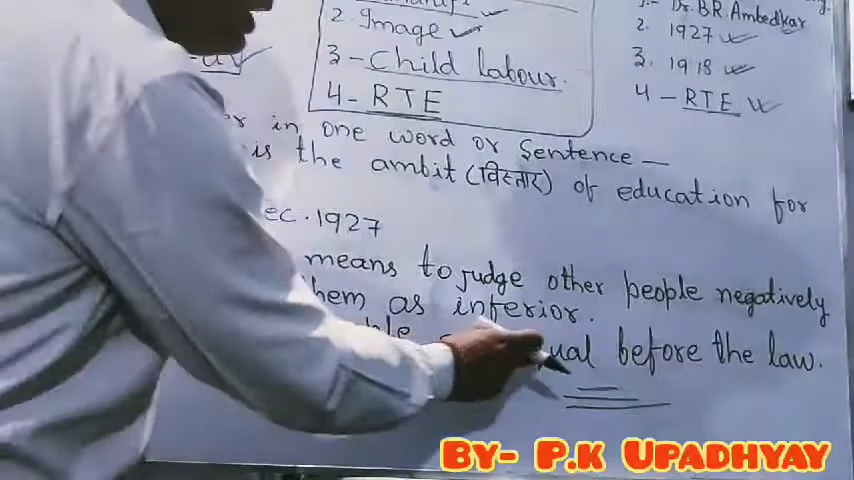 2. Image
3 - Child Labour.
4 - RTE
1.- Dr. B.R. Ambedkar
2. 1927
3. 1918
4 - RTE
in one word or Sentence —
is the ambit (विस्तार) of education for
ec. 1927
means to judge other people negatively
them as inferior.
ual before the law.
BY- P.K UPADHYAY